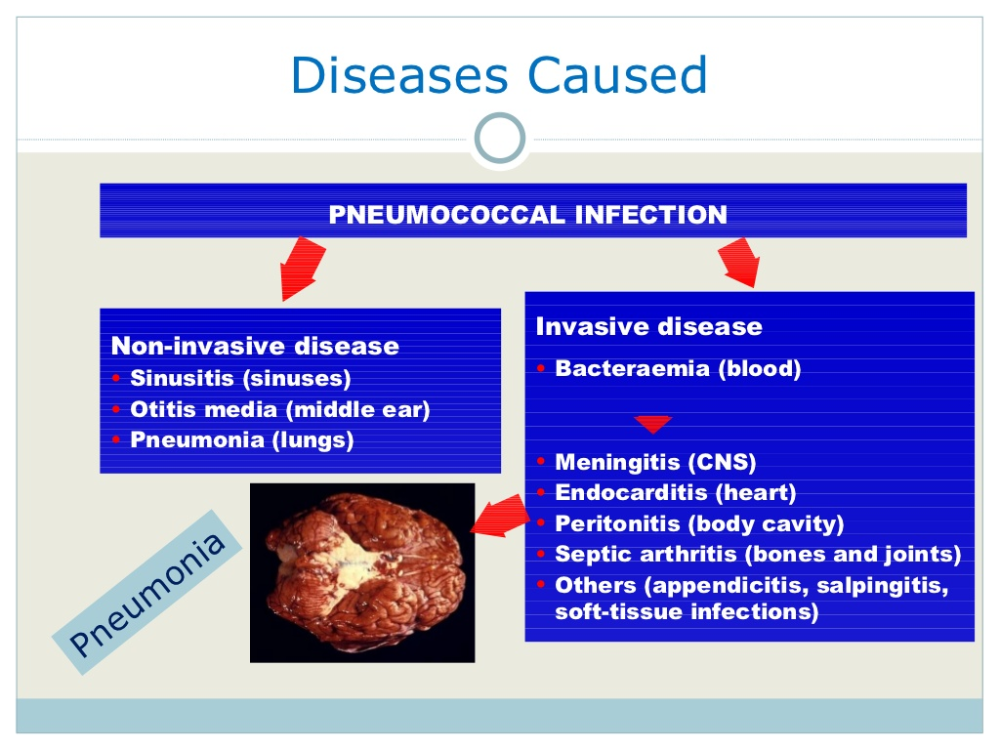 Diseases Caused
PNEUMOCOCCAL INFECTION
Non-invasive disease
• Sinusitis (sinuses)
• Otitis media (middle ear)
• Pneumonia (lungs)
Invasive disease
• Bacteraemia (blood)
• Meningitis (CNS)
• Endocarditis (heart)
• Peritonitis (body cavity)
• Septic arthritis (bones and joints)
• Others (appendicitis, salpingitis,
soft-tissue infections)
Pneumonia